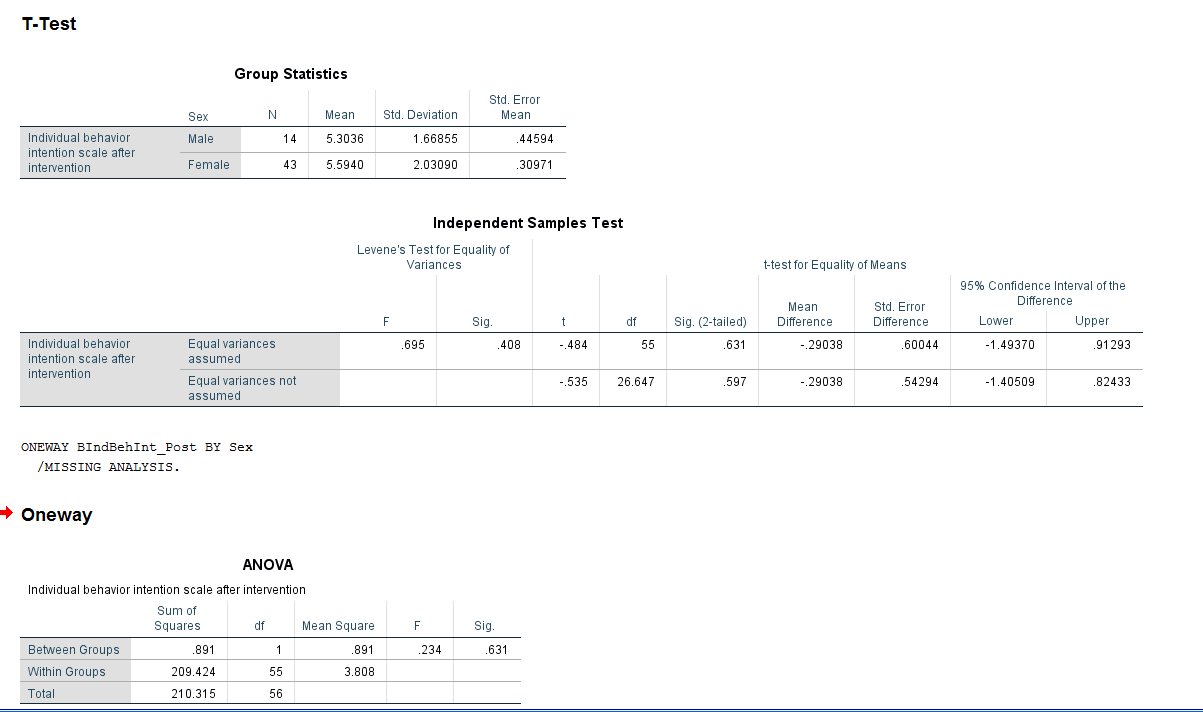 T-Test
Group Statistics
Sex N Mean Std. Deviation Std. Error Mean
Individual behavior intention scale after intervention Male 14 5.3036 1.66855 .44594
Female 43 5.5940 2.03090 .30971
Independent Samples Test
Levene's Test for Equality of Variances t-test for Equality of Means
95% Confidence Interval of the Difference
F Sig. t df Sig. (2-tailed) Mean Difference Std. Error Difference Lower Upper
Individual behavior intention scale after intervention Equal variances assumed .695 .408 -.484 55 .631 -.29038 .60044 -1.49370 .91293
Equal variances not assumed -.535 26.647 .597 -.29038 .54294 -1.40509 .82433
ONEWAY BIndBehInt_Post BY Sex
/MISSING ANALYSIS.
Oneway
ANOVA
Individual behavior intention scale after intervention
Sum of Squares df Mean Square F Sig.
Between Groups .891 1 .891 .234 .631
Within Groups 209.424 55 3.808
Total 210.315 56